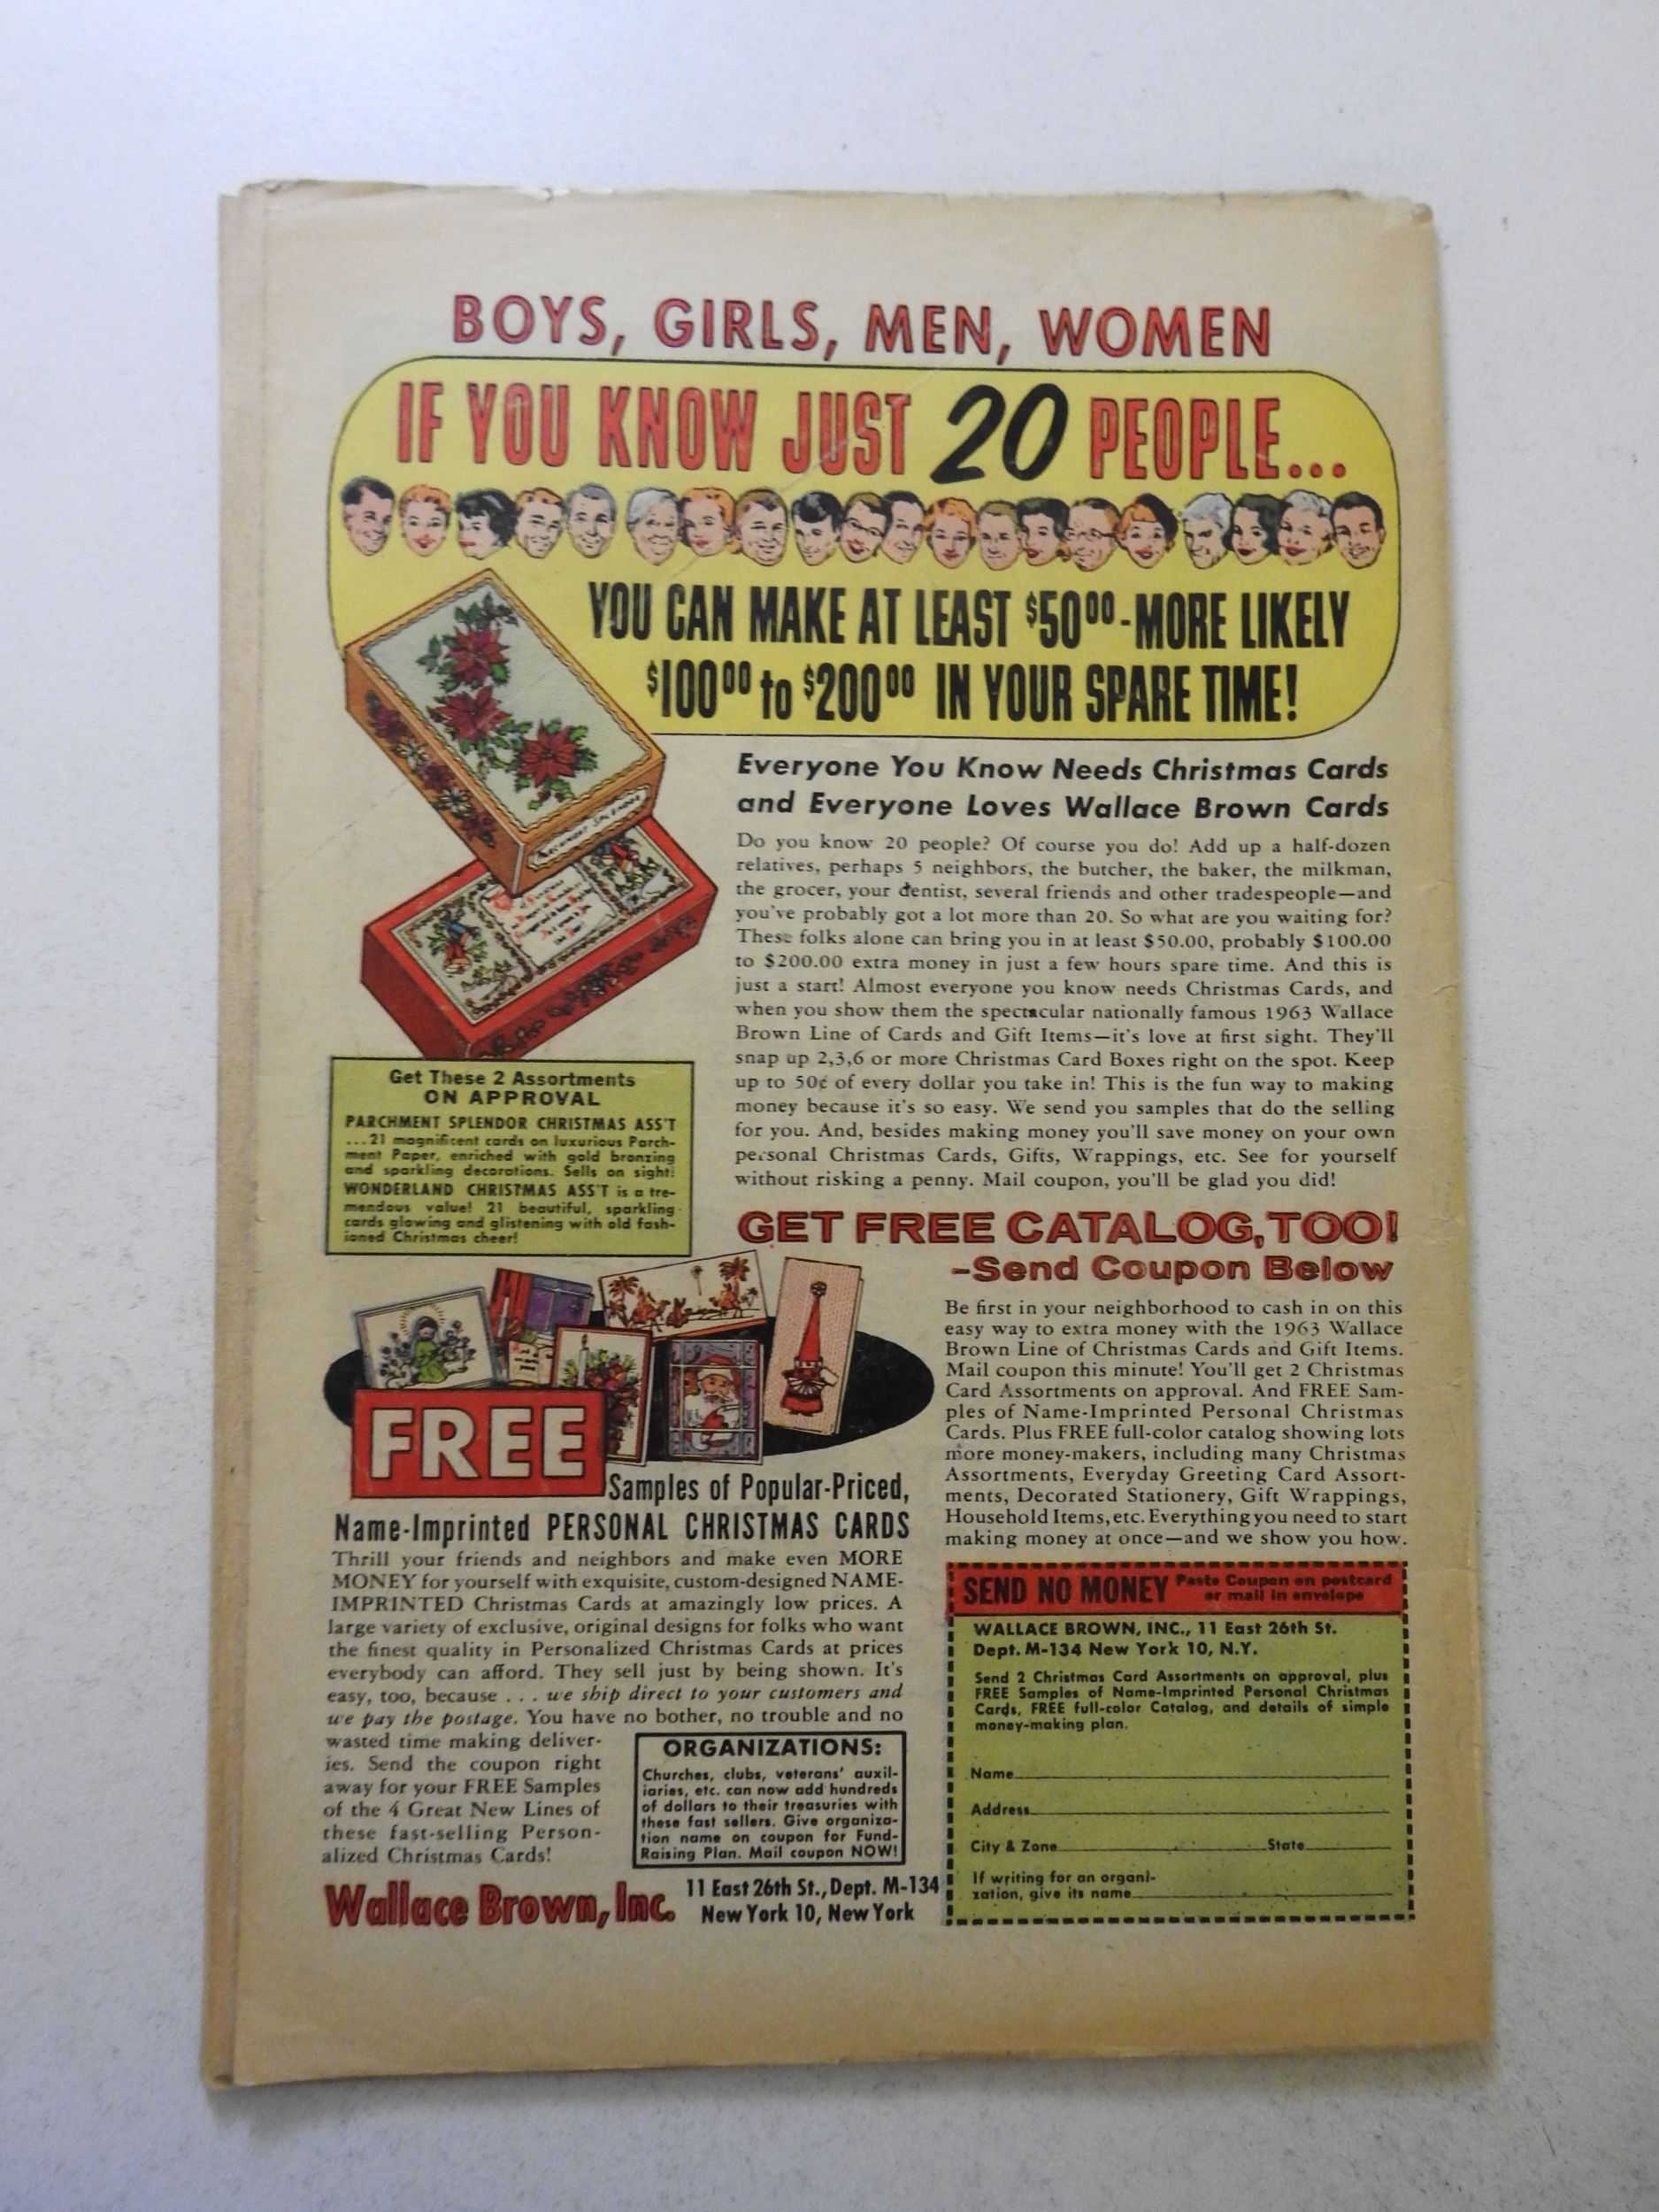 BOYS, GIRLS, MEN, WOMEN
IF YOU KNOW JUST 20 PEOPLE...
YOU CAN MAKE AT LEAST $50⁰⁰-MORE LIKELY
$100⁰⁰ to $200⁰⁰ IN YOUR SPARE TIME!
PARCHMENT SPLENDOR
Everyone You Know Needs Christmas Cards
and Everyone Loves Wallace Brown Cards
Do you know 20 people? Of course you do! Add up a half-dozen
relatives, perhaps 5 neighbors, the butcher, the baker, the milkman,
the grocer, your dentist, several friends and other tradespeople—and
you've probably got a lot more than 20. So what are you waiting for?
These folks alone can bring you in at least $50.00, probably $100.00
to $200.00 extra money in just a few hours spare time. And this is
just a start! Almost everyone you know needs Christmas Cards, and
when you show them the spectacular nationally famous 1963 Wallace
Brown Line of Cards and Gift Items—it's love at first sight. They'll
snap up 2,3,6 or more Christmas Card Boxes right on the spot. Keep
up to 50¢ of every dollar you take in! This is the fun way to making
money because it's so easy. We send you samples that do the selling
for you. And, besides making money you'll save money on your own
personal Christmas Cards, Gifts, Wrappings, etc. See for yourself
without risking a penny. Mail coupon, you'll be glad you did!
Get These 2 Assortments
ON APPROVAL
PARCHMENT SPLENDOR CHRISTMAS ASS'T
...21 magnificent cards on luxurious Parch-
ment Paper, enriched with gold bronzing
and sparkling decorations. Sells on sight!
WONDERLAND CHRISTMAS ASS'T is a tre-
mendous value! 21 beautiful, sparkling
cards glowing and glistening with old fash-
ioned Christmas cheer!
GET FREE CATALOG, TOO!
-Send Coupon Below
Be first in your neighborhood to cash in on this
easy way to extra money with the 1963 Wallace
Brown Line of Christmas Cards and Gift Items.
Mail coupon this minute! You'll get 2 Christmas
Card Assortments on approval. And FREE Sam-
ples of Name-Imprinted Personal Christmas
Cards. Plus FREE full-color catalog showing lots
more money-makers, including many Christmas
Assortments, Everyday Greeting Card Assort-
ments, Decorated Stationery, Gift Wrappings,
Household Items, etc. Everything you need to start
making money at once—and we show you how.
FREE
Samples of Popular-Priced,
Name-Imprinted PERSONAL CHRISTMAS CARDS
Thrill your friends and neighbors and make even MORE
MONEY for yourself with exquisite, custom-designed NAME-
IMPRINTED Christmas Cards at amazingly low prices. A
large variety of exclusive, original designs for folks who want
the finest quality in Personalized Christmas Cards at prices
everybody can afford. They sell just by being shown. It's
easy, too, because . . . we ship direct to your customers and
we pay the postage. You have no bother, no trouble and no
wasted time making deliver-
ies. Send the coupon right
away for your FREE Samples
of the 4 Great New Lines of
these fast-selling Person-
alized Christmas Cards!
ORGANIZATIONS:
Churches, clubs, veterans' auxil-
iaries, etc. can now add hundreds
of dollars to their treasuries with
these fast sellers. Give organiza-
tion name on coupon for Fund-
Raising Plan. Mail coupon NOW!
Wallace Brown, Inc.
11 East 26th St., Dept. M-134
New York 10, New York
SEND NO MONEY Paste Coupon on postcard
or mail in envelope
WALLACE BROWN, INC., 11 East 26th St.
Dept. M-134 New York 10, N.Y.
Send 2 Christmas Card Assortments on approval, plus
FREE Samples of Name-Imprinted Personal Christmas
Cards, FREE full-color Catalog, and details of simple
money-making plan.
Name
Address
City & Zone State
If writing for an organi-
zation, give its name